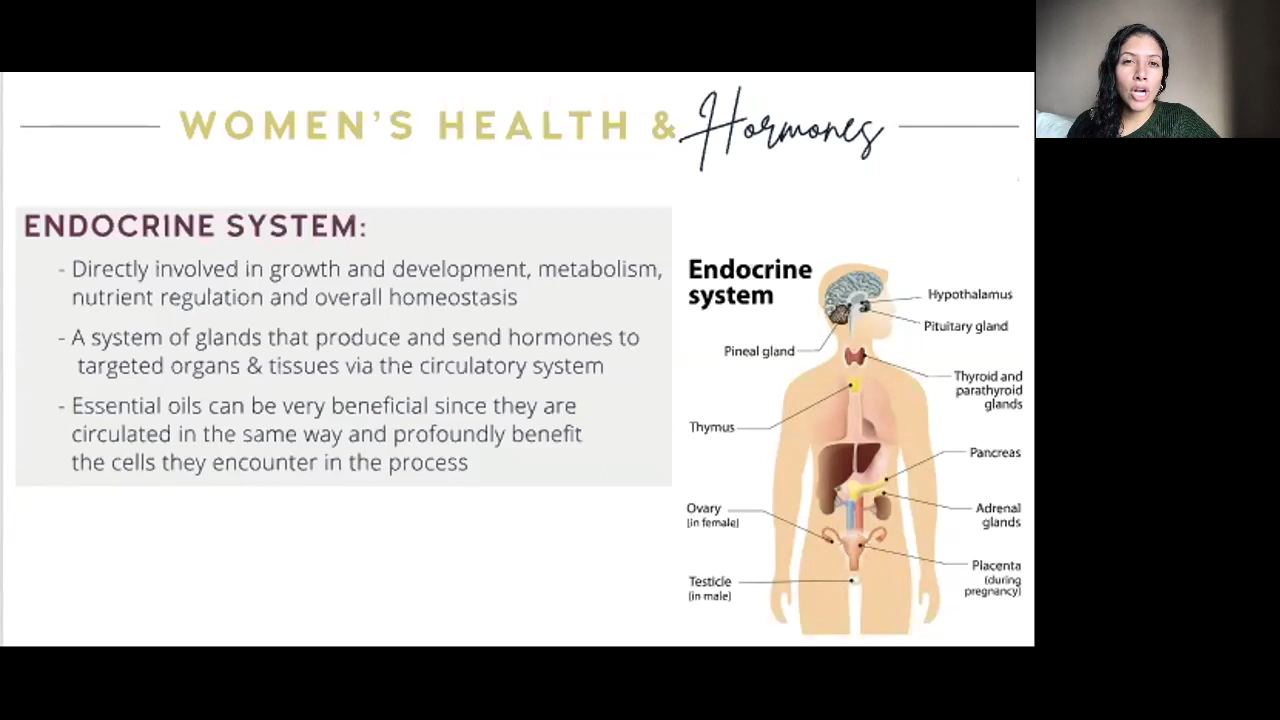 WOMEN'S HEALTH & Hormones
ENDOCRINE SYSTEM:
- Directly involved in growth and development, metabolism,
nutrient regulation and overall homeostasis
- A system of glands that produce and send hormones to
targeted organs & tissues via the circulatory system
- Essential oils can be very beneficial since they are
circulated in the same way and profoundly benefit
the cells they encounter in the process
Endocrine
system
Hypothalamus
Pituitary gland
Pineal gland
Thyroid and
parathyroid
glands
Thymus
Pancreas
Ovary
(in female)
Adrenal
glands
Placenta
(during
pregnancy)
Testicle
(in male)